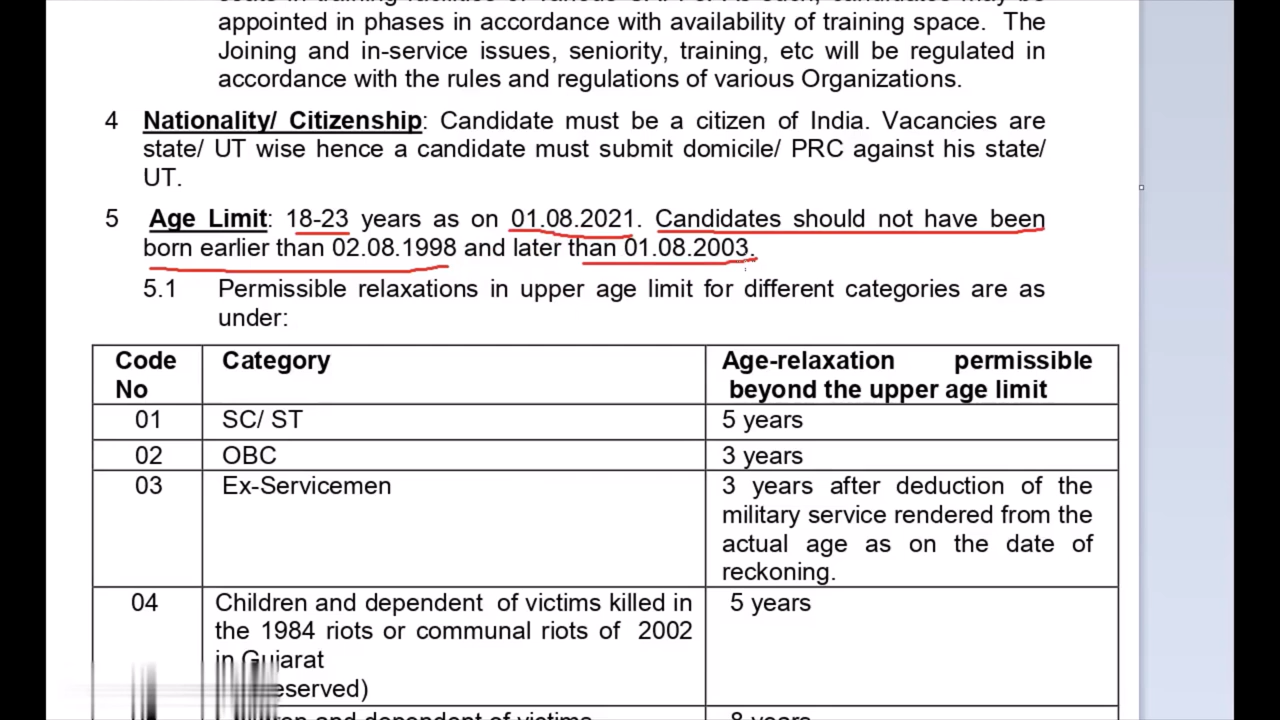 appointed in phases in accordance with availability of training space. The
Joining and in-service issues, seniority, training, etc will be regulated in
accordance with the rules and regulations of various Organizations.
4 Nationality/ Citizenship: Candidate must be a citizen of India. Vacancies are
state/ UT wise hence a candidate must submit domicile/ PRC against his state/
UT.
5 Age Limit: 18-23 years as on 01.08.2021. Candidates should not have been
born earlier than 02.08.1998 and later than 01.08.2003.
5.1 Permissible relaxations in upper age limit for different categories are as
under:
Code No
Category
Age-relaxation permissible
beyond the upper age limit
01 SC/ ST 5 years
02 OBC 3 years
03 Ex-Servicemen 3 years after deduction of the
military service rendered from the
actual age as on the date of
reckoning.
04 Children and dependent of victims killed in 5 years
the 1984 riots or communal riots of 2002
in Gujarat
eserved)
and dependent of victims 8 years